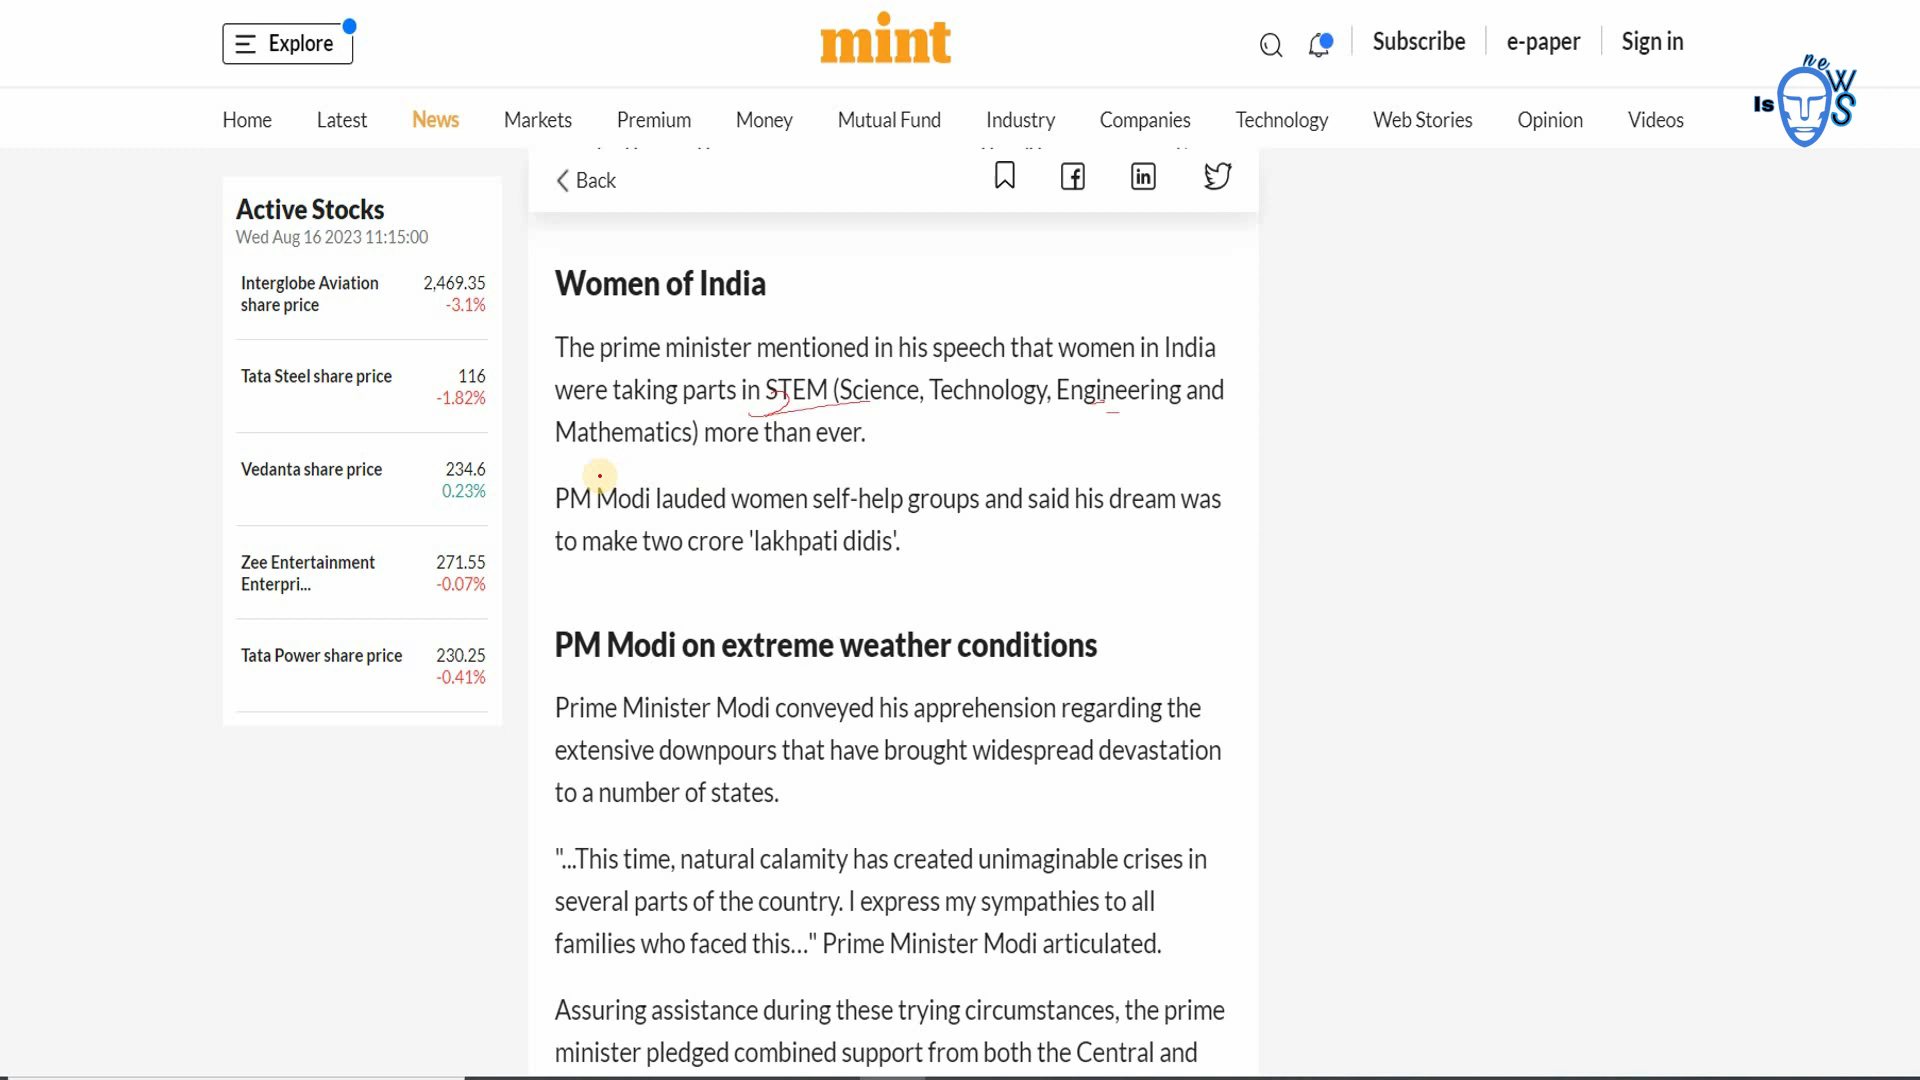 Explore
mint
Subscribe
e-paper
Sign in
Is neWS
Home Latest News Markets Premium Money Mutual Fund Industry Companies Technology Web Stories Opinion Videos
Back
Active Stocks
Wed Aug 16 2023 11:15:00
Interglobe Aviation 2,469.35
share price -3.1%
Tata Steel share price 116
-1.82%
Vedanta share price 234.6
0.23%
Zee Entertainment 271.55
Enterpri... -0.07%
Tata Power share price 230.25
-0.41%
Women of India
The prime minister mentioned in his speech that women in India
were taking parts in STEM (Science, Technology, Engineering and
Mathematics) more than ever.
PM Modi lauded women self-help groups and said his dream was
to make two crore 'lakhpati didis'.
PM Modi on extreme weather conditions
Prime Minister Modi conveyed his apprehension regarding the
extensive downpours that have brought widespread devastation
to a number of states.
"...This time, natural calamity has created unimaginable crises in
several parts of the country. I express my sympathies to all
families who faced this..." Prime Minister Modi articulated.
Assuring assistance during these trying circumstances, the prime
minister pledged combined support from both the Central and